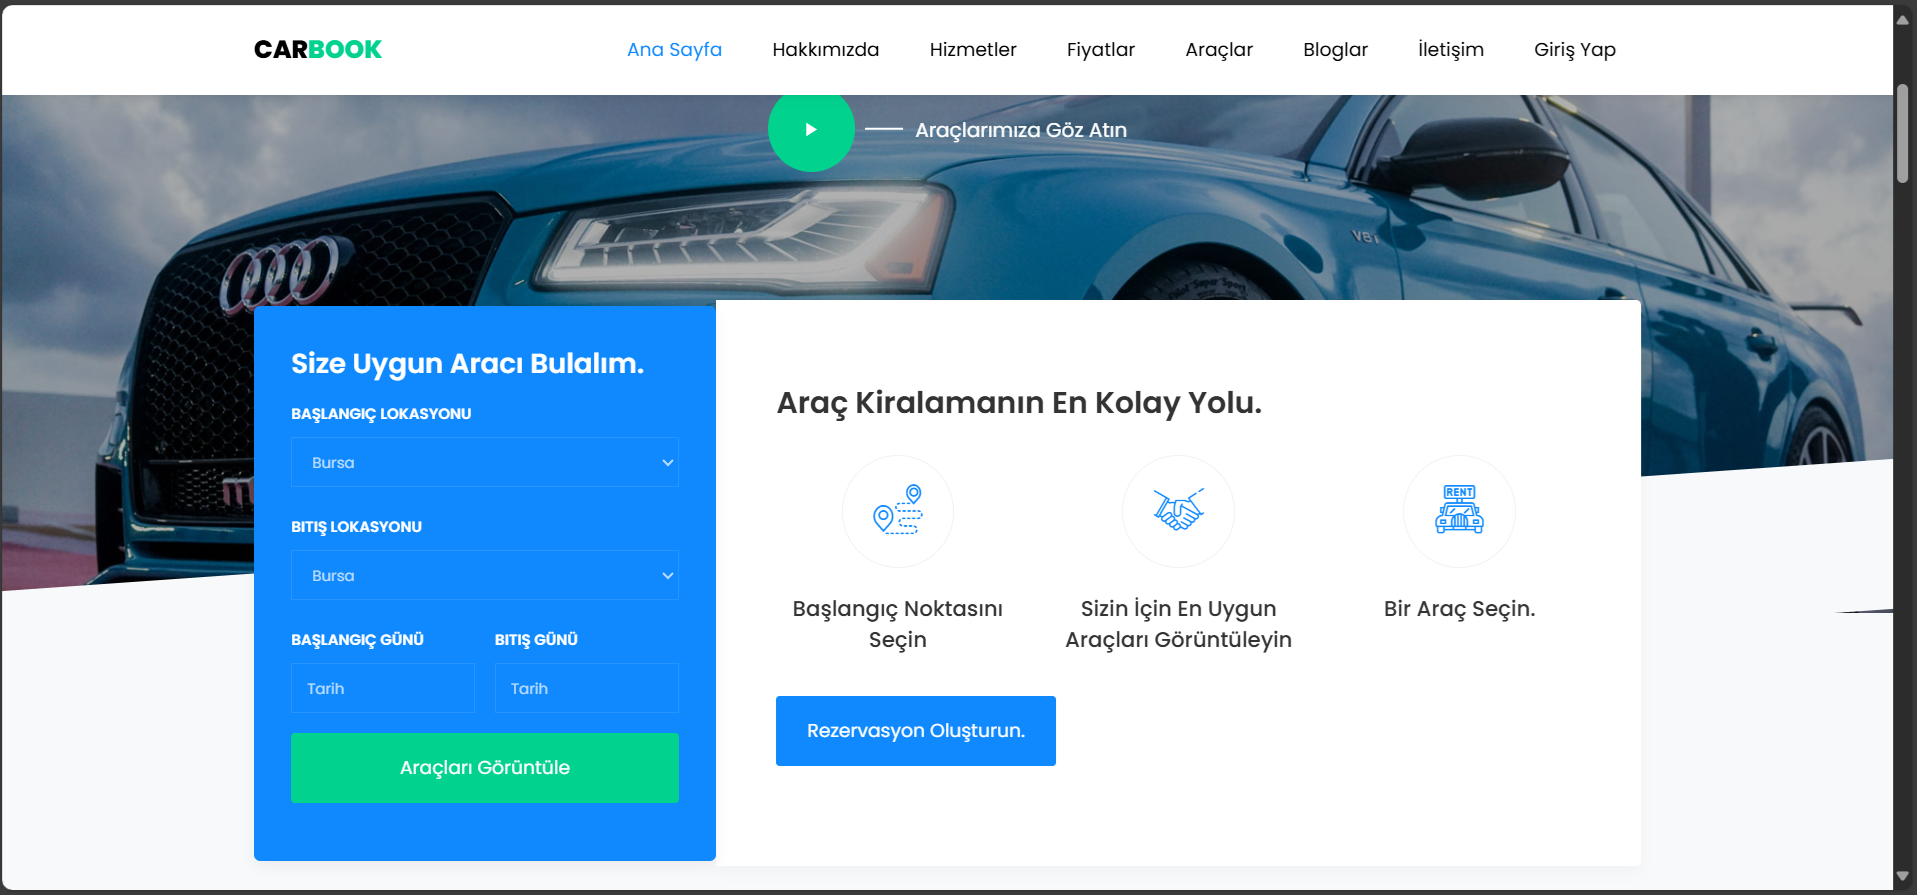 CARBOOK
Ana Sayfa
Hakkımızda
Hizmetler
Fiyatlar
Araçlar
Bloglar
İletişim
Giriş Yap
Araçlarımıza Göz Atın
V8T
Size Uygun Aracı Bulalım.
BAŞLANGIÇ LOKASYONU
Bursa
BITIŞ LOKASYONU
Bursa
BAŞLANGIÇ GÜNÜ
BITIŞ GÜNÜ
Tarih
Tarih
Araçları Görüntüle
Araç Kiralamanın En Kolay Yolu.
Başlangıç Noktasını
Seçin
Sizin İçin En Uygun
Araçları Görüntüleyin
RENT
Bir Araç Seçin.
Rezervasyon Oluşturun.